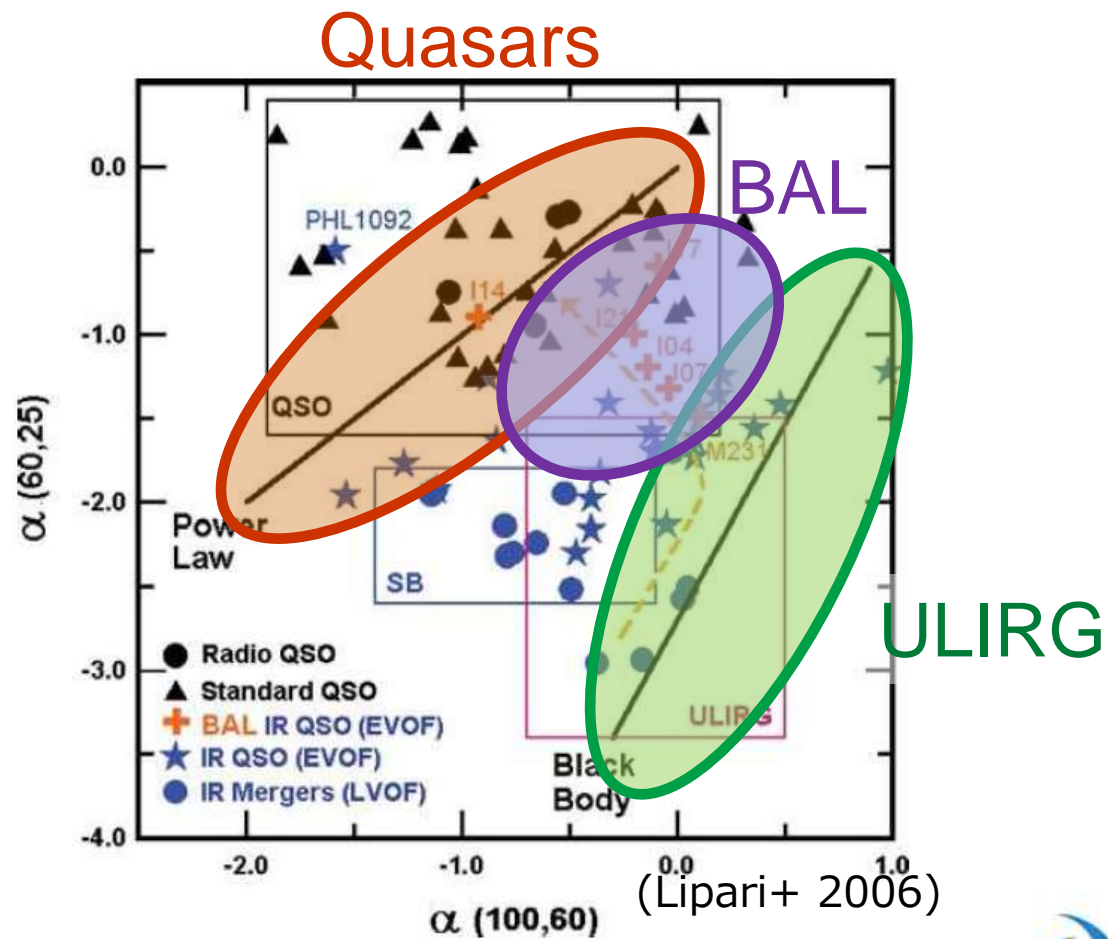 Quasars
BAL
0.0
PHL1092
I17
I14
-1.0
I21
I04
I07
QSO
M231
α (60,25)
-2.0
Power
Law
SB
ULIRG
-3.0
Radio QSO
Standard QSO
BAL IR QSO (EVOF)
IR QSO (EVOF)
IR Mergers (LVOF)
ULIRG
Black
Body
-4.0
-2.0 -1.0 0.0 1.0
(Lipari+ 2006)
α (100,60)